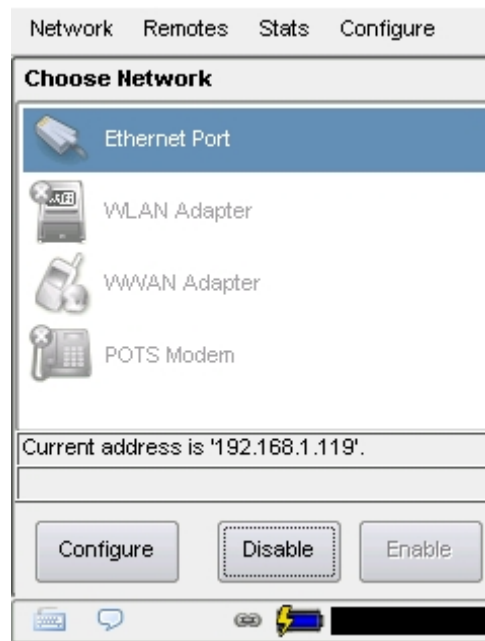 Network Remotes Stats Configure
Choose Network
Ethernet Port
WLAN Adapter
WWAN Adapter
POTS Modem
Current address is '192.168.1.119'.
Configure Disable Enable